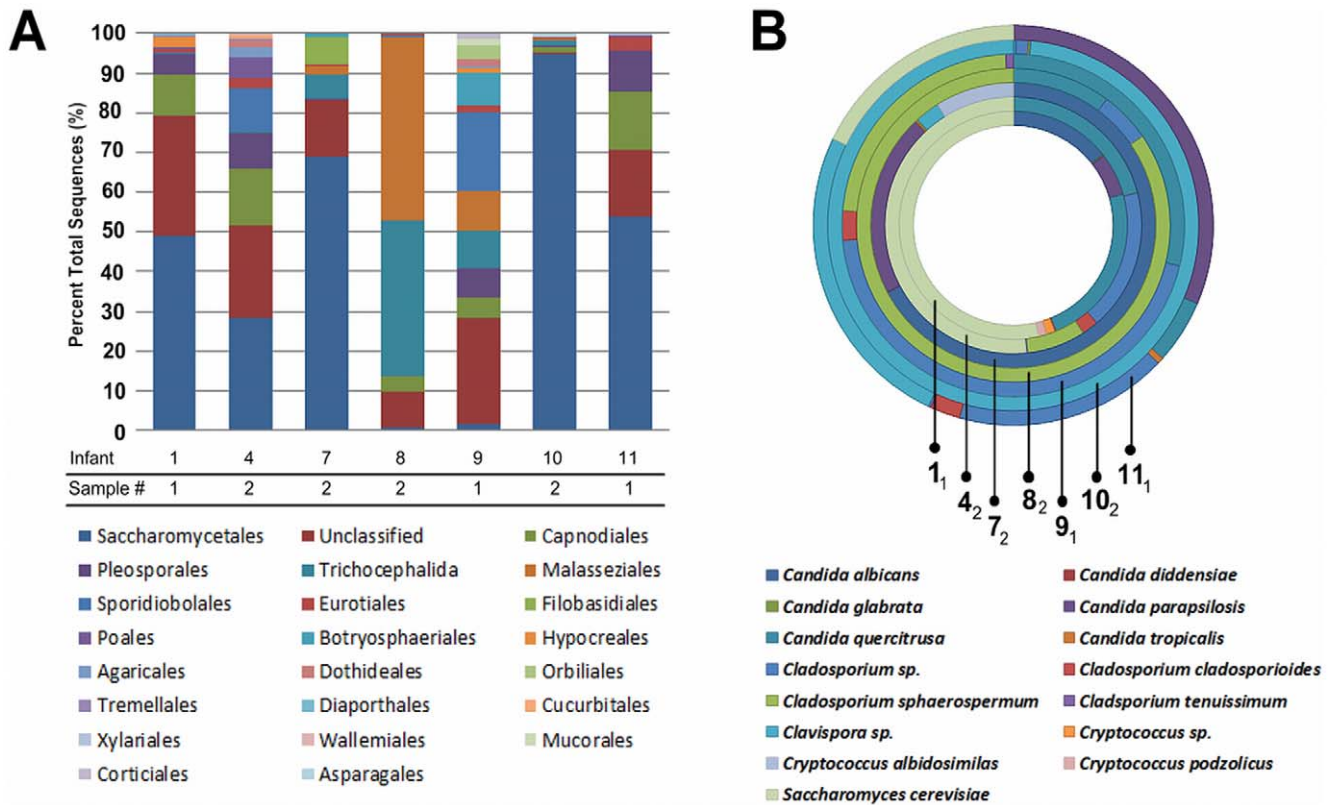 A
B
Percent Total Sequences (%)
100
90
80
70
60
50
40
30
20
10
0
Infant 1 4 7 8 9 10 11
Sample # 1 2 2 2 1 2 1
Saccharomycetales Unclassified Capnodiales
Pleosporales Trichocephalida Malasseziales
Sporidiobolales Eurotiales Filobasidiales
Poales Botryosphaeriales Hypocreales
Agaricales Dothideales Orbiliales
Tremellales Diaporthales Cucurbitales
Xylariales Wallemiales Mucorales
Corticiales Asparagales
1₁ 4₂ 7₂ 8₂ 9₁ 10₂ 11₁
Candida albicans Candida diddensiae
Candida glabrata Candida parapsilosis
Candida quercitrusa Candida tropicalis
Cladosporium sp. Cladosporium cladosporioides
Cladosporium sphaerospermum Cladsporium tenuissimum
Clavispora sp. Cryptococcus sp.
Cryptococcus albidosimilas Cryptococcus podzolicus
Saccharomyces cerevisiae